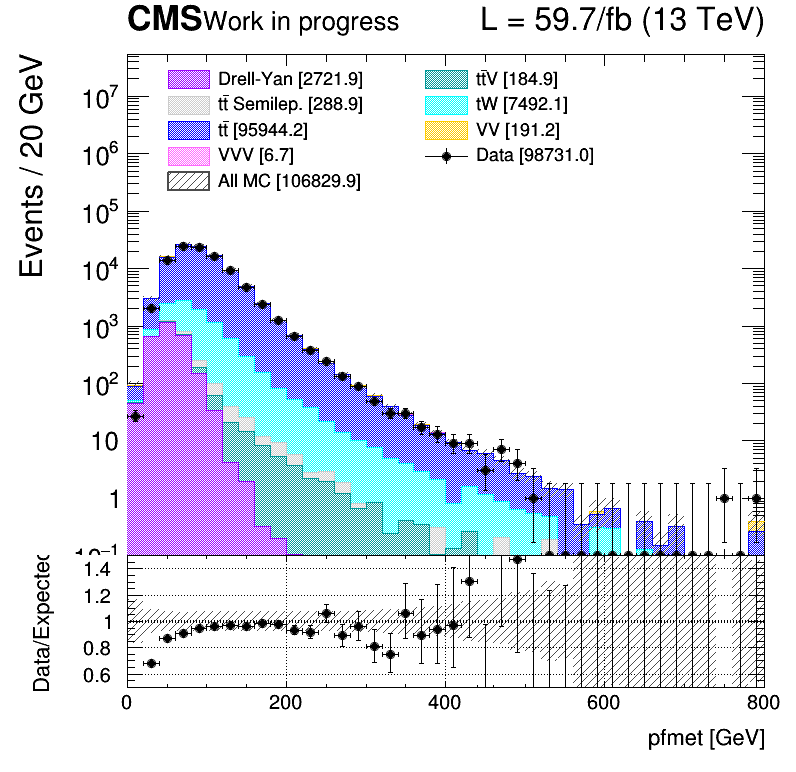 CMS Work in progress L = 59.7/fb (13 TeV)
Events / 20 GeV
Drell-Yan [2721.9] tt̄V [184.9]
tt̄ Semilep. [288.9] tW [7492.1]
tt̄ [95944.2] VV [191.2]
VVV [6.7] Data [98731.0]
All MC [106829.9]
10⁷
10⁶
10⁵
10⁴
10³
10²
10
1
10⁻¹
Data/Expected
1.4
1.2
1
0.8
0.6
0 200 400 600 800
pfmet [GeV]